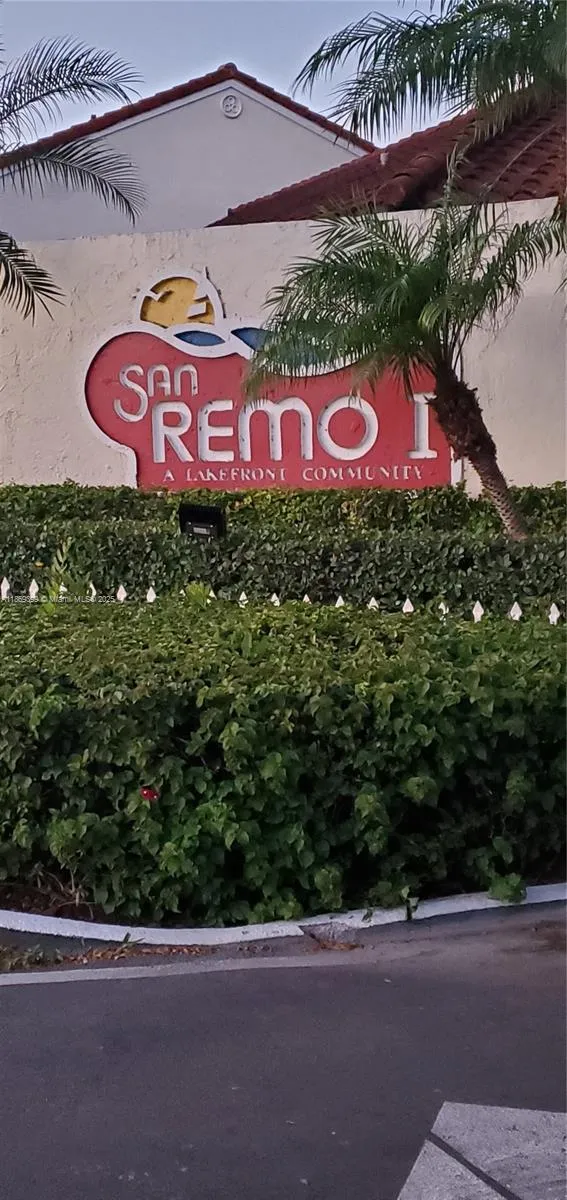 SAN
REMO I
A LAKEFRONT COMMUNITY